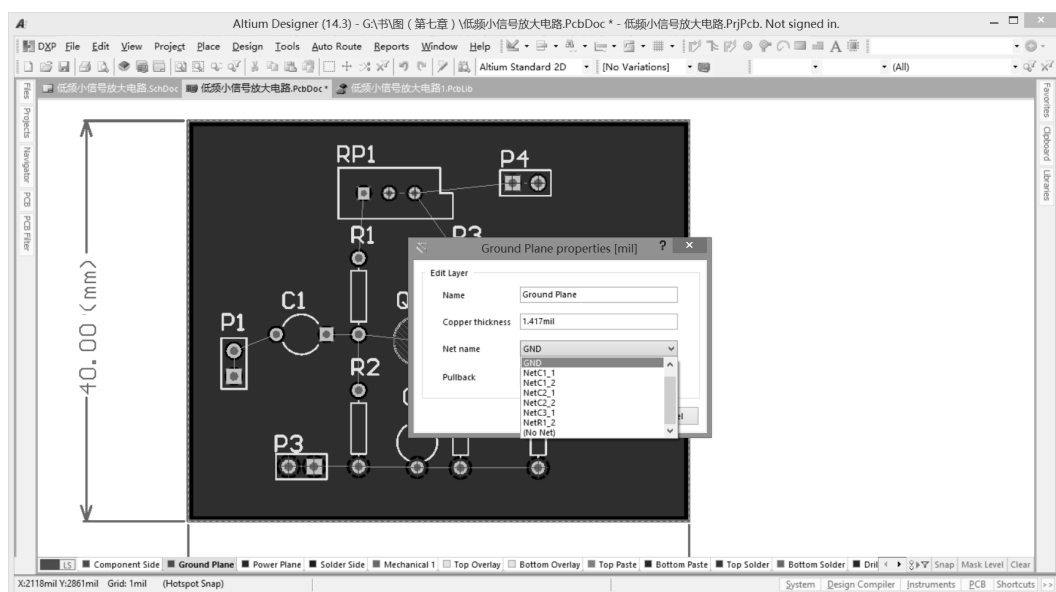 Altium Designer (14.3) - G:\书\图（第七章）\低频小信号放大电路.PcbDoc * - 低频小信号放大电路.PrjPcb. Not signed in.
DXP File Edit View Project Place Design Tools Auto Route Reports Window Help
Altium Standard 2D [No Variations] (All)
低频小信号放大电路.SchDoc 低频小信号放大电路.PcbDoc * 低频小信号放大电路1.PcbLib
Files
Projects
Navigator
PCB
PCB Filter
Favorites
Clipboard
Libraries
40.00 (mm)
RP1
P4
R1
R3
C1
P1
R2
P3
Ground Plane properties [mil] ? ×
Edit Layer
Name Ground Plane
Copper thickness 1.417mil
Net name GND
Pullback
GND
NetC1_1
NetC1_2
NetC2_1
NetC2_2
NetC3_1
NetR1_2
(No Net)
LS Component Side Ground Plane Power Plane Solder Side Mechanical 1 Top Overlay Bottom Overlay Top Paste Bottom Paste Top Solder Bottom Solder Dril Snap Mask Level Clear
X:2118mil Y:2861mil Grid: 1mil (Hotspot Snap)
System Design Compiler Instruments PCB Shortcuts >>